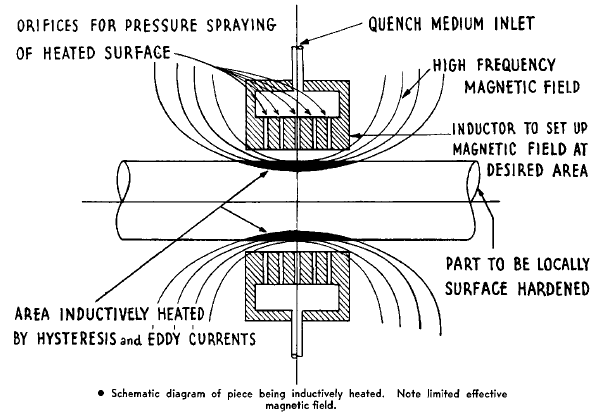 ORIFICES FOR PRESSURE SPRAYING
OF HEATED SURFACE
QUENCH MEDIUM INLET
HIGH FREQUENCY
MAGNETIC FIELD
INDUCTOR TO SET UP
MAGNETIC FIELD AT
DESIRED AREA
PART TO BE LOCALLY
SURFACE HARDENED
AREA INDUCTIVELY HEATED
BY HYSTERESIS and EDDY CURRENTS
● Schematic diagram of piece being inductively heated. Note limited effective
magnetic field.